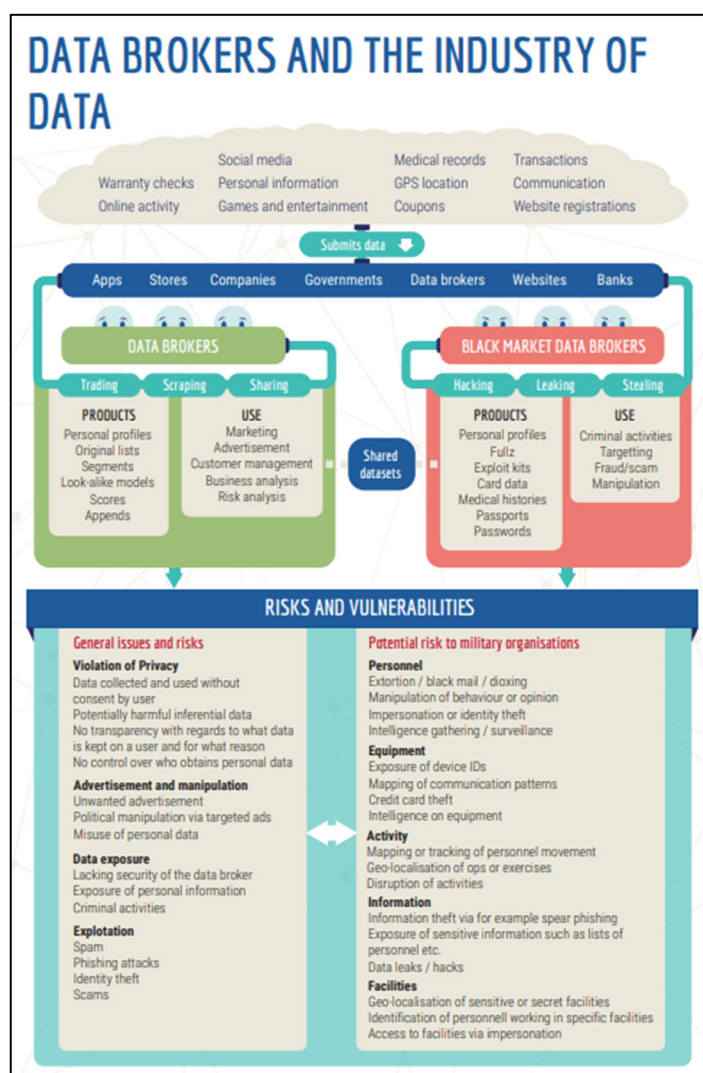 DATA BROKERS AND THE INDUSTRY OF
DATA
Social media
Medical records
Transactions
Warranty checks
Personal information
GPS location
Communication
Online activity
Games and entertainment
Coupons
Website registrations
Submits data
Apps
Stores
Companies
Governments
Data brokers
Websites
Banks
DATA BROKERS
Trading
Scraping
Sharing
PRODUCTS
Personal profiles
Original lists
Segments
Look-alike models
Scores
Appends
USE
Marketing
Advertisement
Customer management
Business analysis
Risk analysis
Shared
datasets
BLACK MARKET DATA BROKERS
Hacking
Leaking
Stealing
PRODUCTS
Personal profiles
Fullz
Exploit kits
Card data
Medical histories
Passports
Passwords
USE
Criminal activities
Targetting
Fraud/scam
Manipulation
RISKS AND VULNERABILITIES
General issues and risks
Violation of Privacy
Data collected and used without
consent by user
Potentially harmful inferential data
No transparency with regards to what data
is kept on a user and for what reason
No control over who obtains personal data
Advertisement and manipulation
Unwanted advertisement
Political manipulation via targeted ads
Misuse of personal data
Data exposure
Lacking security of the data broker
Exposure of personal information
Criminal activities
Explotation
Spam
Phishing attacks
Identity theft
Scams
Potential risk to military organisations
Personnel
Extortion / black mail / dioxing
Manipulation of behaviour or opinion
Impersonation or identity theft
Intelligence gathering / surveillance
Equipment
Exposure of device IDs
Mapping of communication patterns
Credit card theft
Intelligence on equipment
Activity
Mapping or tracking of personnel movement
Geo-localisation of ops or exercises
Disruption of activities
Information
Information theft via for example spear phishing
Exposure of sensitive information such as lists of
personnel etc.
Data leaks / hacks
Facilities
Geo-localisation of sensitive or secret facilities
Identification of personnell working in specific facilities
Access to facilities via impersonation